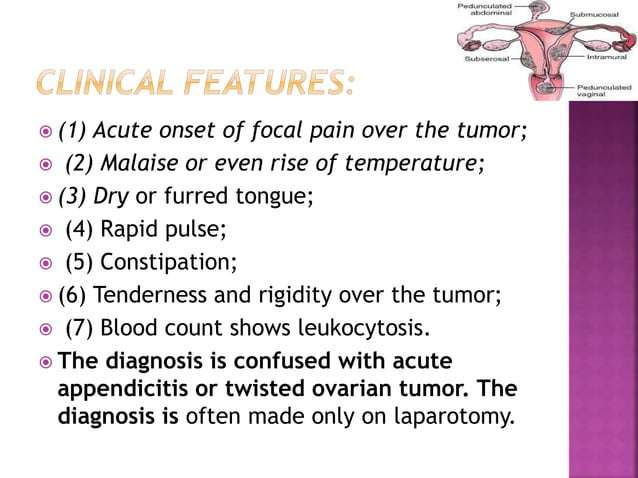 Pedunculated
abdominal
Submucosal
Subserosal
Intramural
Pedunculated
vaginal
CLINICAL FEATURES:
(1) Acute onset of focal pain over the tumor;
(2) Malaise or even rise of temperature;
(3) Dry or furred tongue;
(4) Rapid pulse;
(5) Constipation;
(6) Tenderness and rigidity over the tumor;
(7) Blood count shows leukocytosis.
The diagnosis is confused with acute
appendicitis or twisted ovarian tumor. The
diagnosis is often made only on laparotomy.